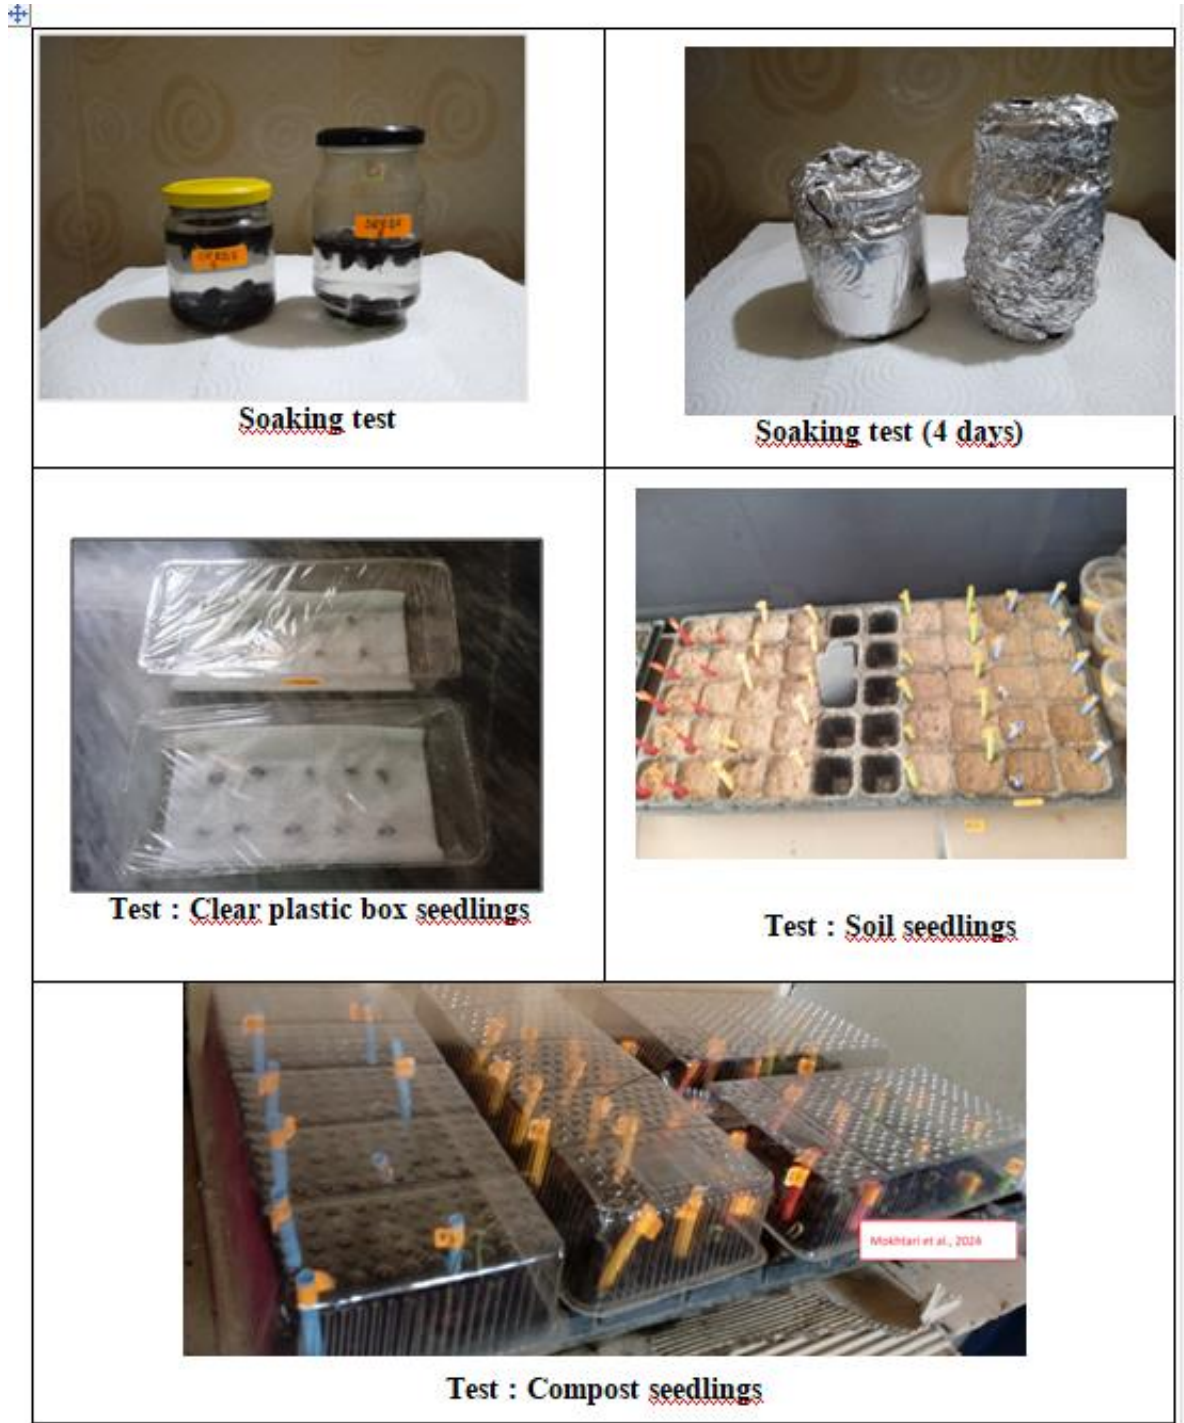 Soaking test
Soaking test (4 days)
Test : Clear plastic box seedlings
Test : Soil seedlings
Mokhtari et al., 2024
Test : Compost seedlings